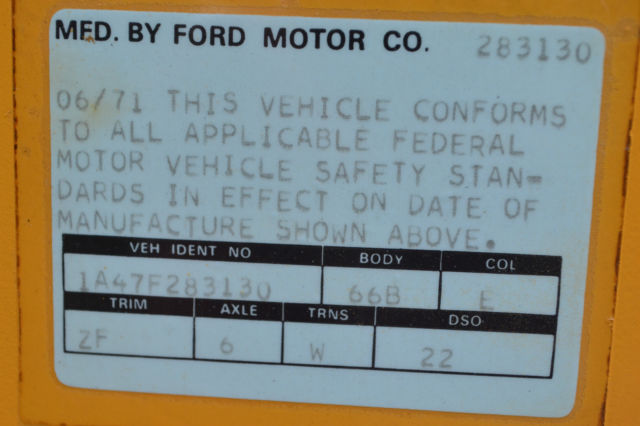 MFD. BY FORD MOTOR CO. 283130
06/71 THIS VEHICLE CONFORMS
TO ALL APPLICABLE FEDERAL
MOTOR VEHICLE SAFETY STAN=
DARDS IN EFFECT ON DATE OF
MANUFACTURE SHOWN ABOVE.
VEH IDENT NO BODY COL
1A47F283130 66B E
TRIM AXLE TRNS DSO
ZF 6 W 22